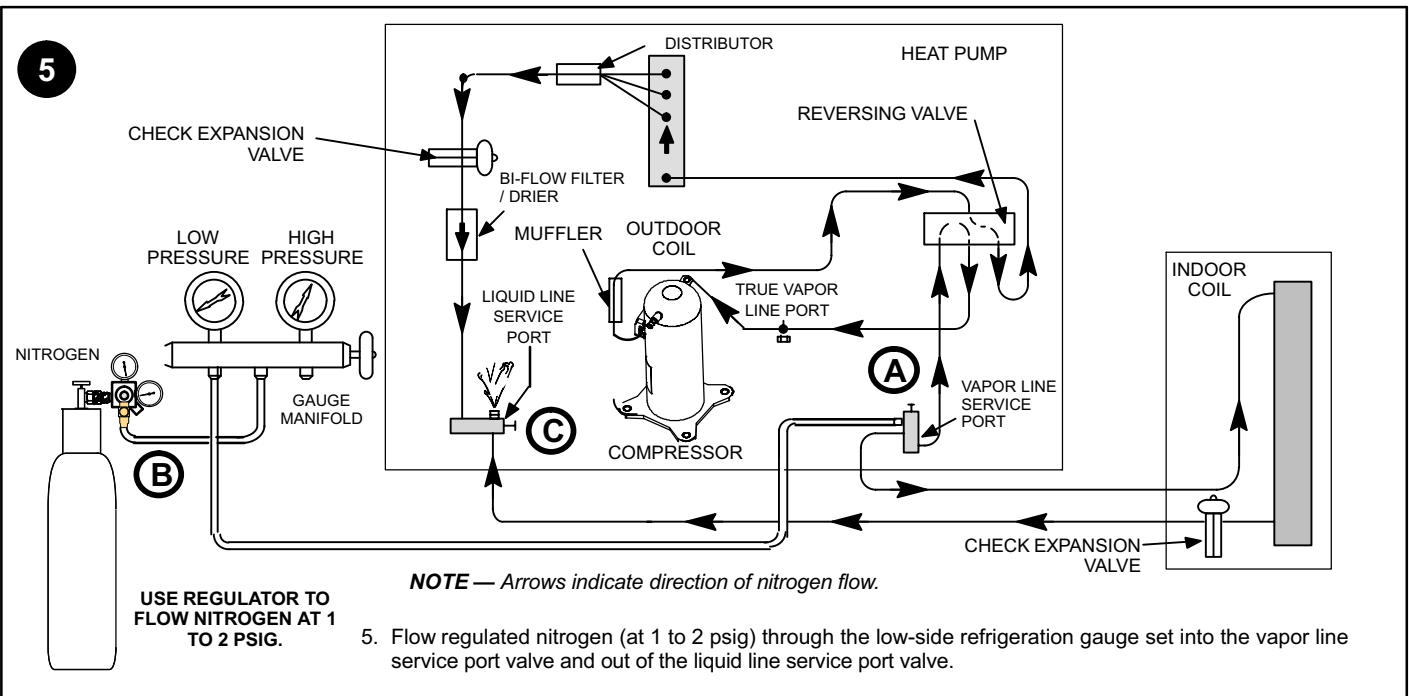 5
DISTRIBUTOR
HEAT PUMP
REVERSING VALVE
CHECK EXPANSION
VALVE
BI-FLOW FILTER
/ DRIER
LOW
PRESSURE
HIGH
PRESSURE
MUFFLER
OUTDOOR
COIL
LIQUID LINE
SERVICE
PORT
TRUE VAPOR
LINE PORT
INDOOR
COIL
NITROGEN
GAUGE
MANIFOLD
A
VAPOR LINE
SERVICE
PORT
B
C
COMPRESSOR
CHECK EXPANSION
VALVE
NOTE — Arrows indicate direction of nitrogen flow.
USE REGULATOR TO
FLOW NITROGEN AT 1
TO 2 PSIG.
5. Flow regulated nitrogen (at 1 to 2 psig) through the low-side refrigeration gauge set into the vapor line
service port valve and out of the liquid line service port valve.